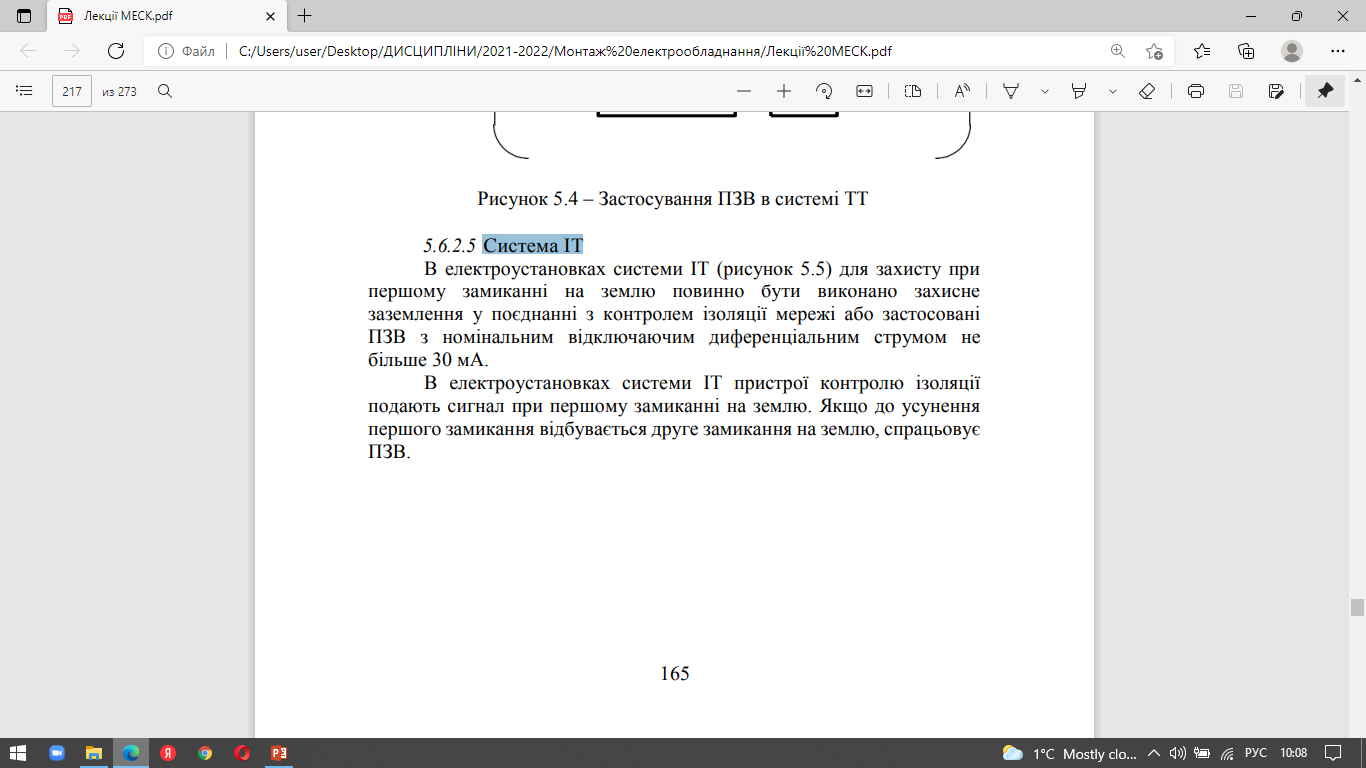 Лекції МЕСК.pdf
Файл
C:/Users/user/Desktop/ДИСЦИПЛІНИ/2021-2022/Монтаж%20електрообладнання/Лекції%20МЕСК.pdf
217 из 273
Рисунок 5.4 – Застосування ПЗВ в системі ТТ
5.6.2.5 Система ІТ
В електроустановках системи ІТ (рисунок 5.5) для захисту при
першому замиканні на землю повинно бути виконано захисне
заземлення у поєднанні з контролем ізоляції мережі або застосовані
ПЗВ з номінальним відключаючим диференціальним струмом не
більше 30 мА.
В електроустановках системи ІТ пристрої контролю ізоляції
подають сигнал при першому замиканні на землю. Якщо до усунення
першого замикання відбувається друге замикання на землю, спрацьовує
ПЗВ.
165
1°C Mostly clo... РУС 10:08